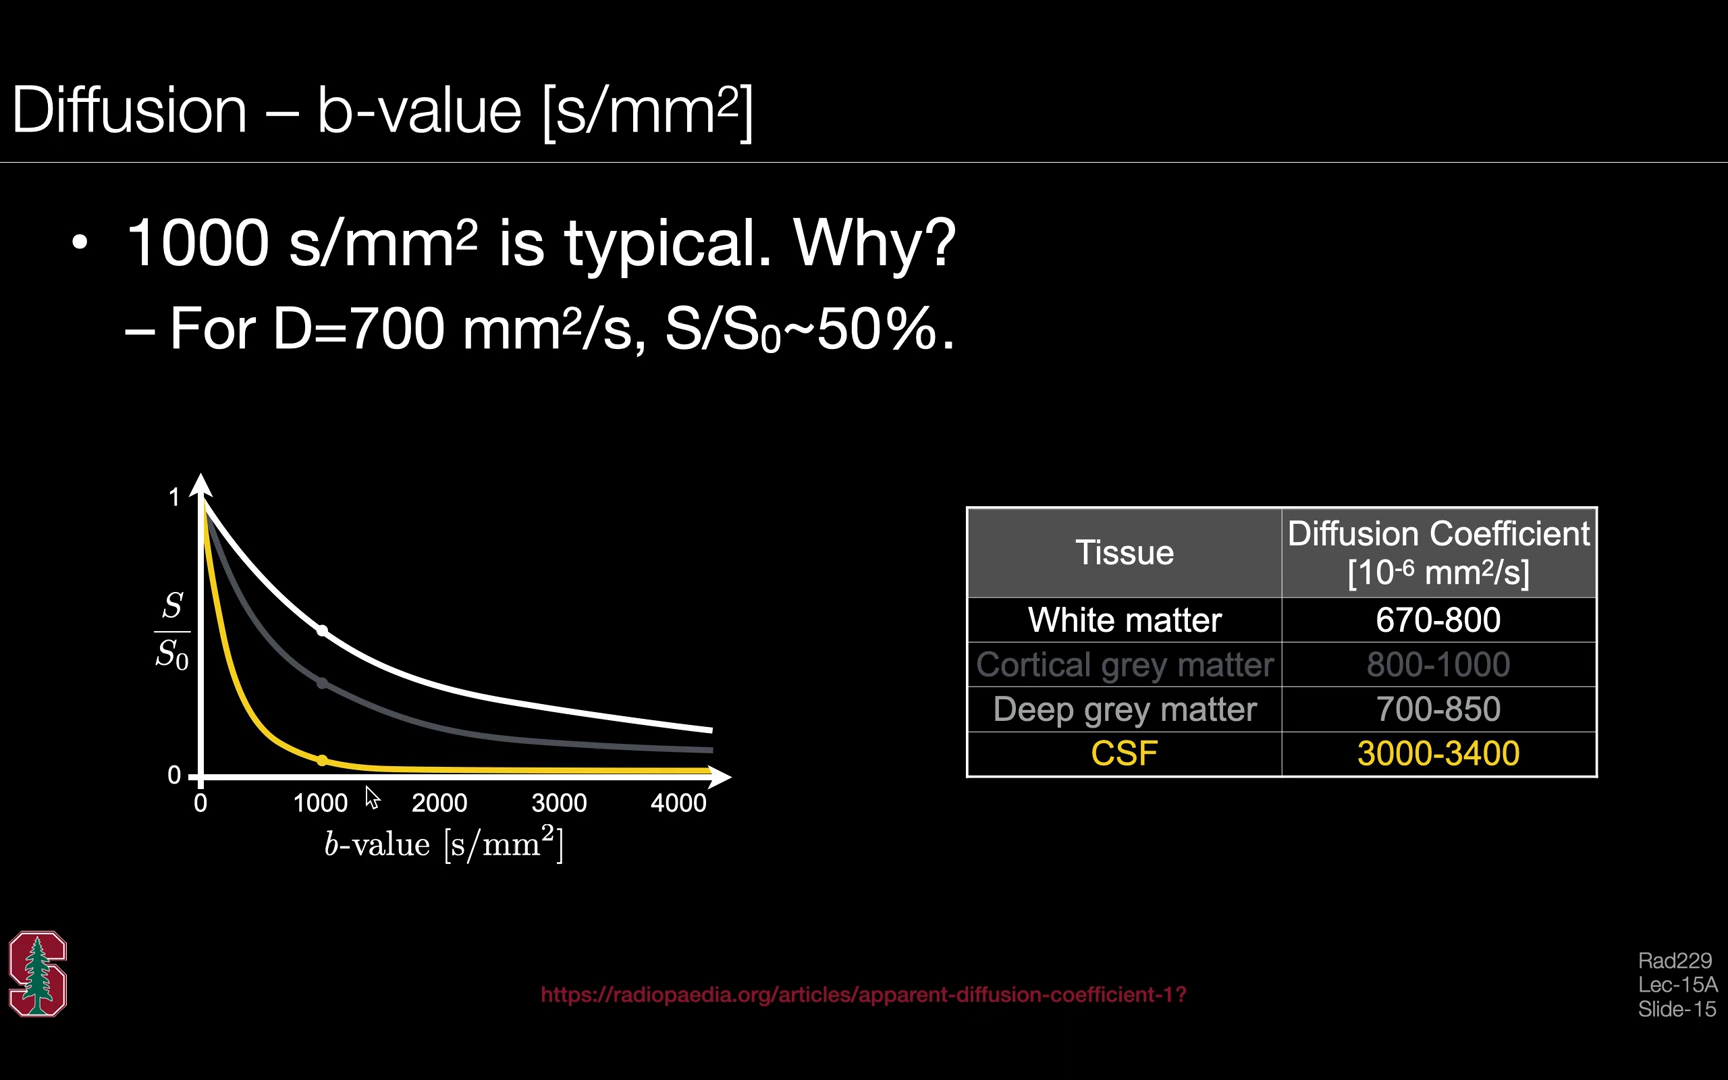 Diffusion – b-value [s/mm²]
• 1000 s/mm² is typical. Why?
– For D=700 mm²/s, S/S₀~50%.
1
S
S₀
0
0 1000 2000 3000 4000
b-value [s/mm²]
Tissue Diffusion Coefficient
[10⁻⁶ mm²/s]
White matter 670-800
Cortical grey matter 800-1000
Deep grey matter 700-850
CSF 3000-3400
S
https://radiopaedia.org/articles/apparent-diffusion-coefficient-1?
Rad229
Lec-15A
Slide-15